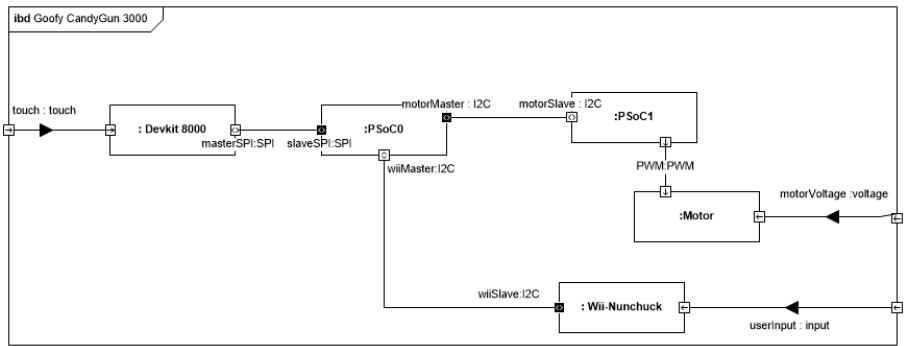 ibd Goofy CandyGun 3000
touch : touch
: Devkit 8000
masterSPI:SPI
slaveSPI:SPI
:PSoC0
motorMaster : I2C
motorSlave : I2C
:PSoC1
wiiMaster:I2C
PWM:PWM
:Motor
motorVoltage :voltage
wiiSlave:I2C
: Wii-Nunchuck
userInput : input